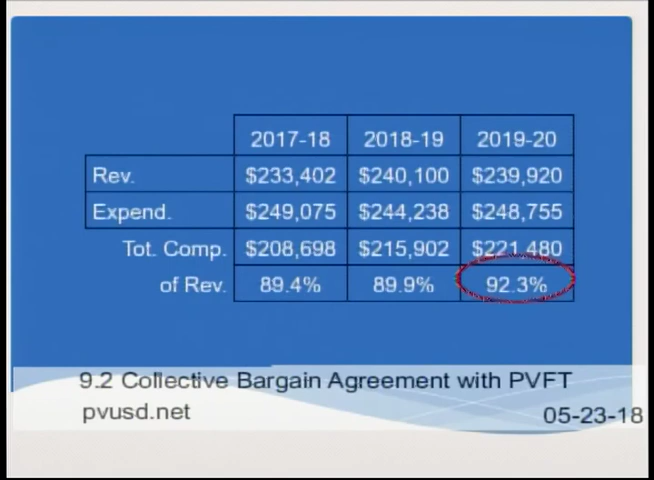 2017-18 2018-19 2019-20
Rev. $233,402 $240,100 $239,920
Expend. $249,075 $244,238 $248,755
Tot. Comp. $208,698 $215,902 $221,480
of Rev. 89.4% 89.9% 92.3%
9.2 Collective Bargain Agreement with PVFT
pvusd.net 05-23-18